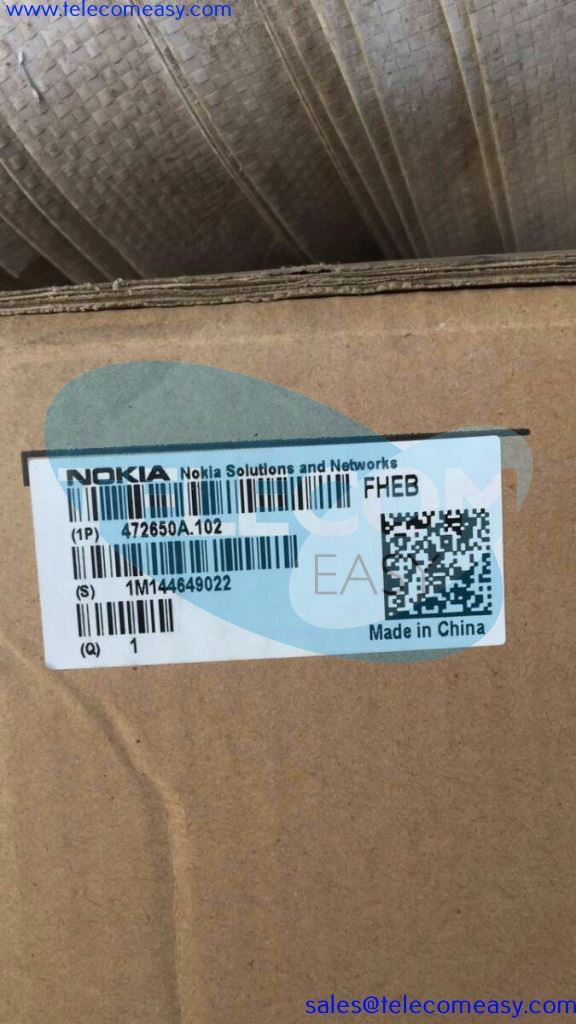 www.telecomeasy.com
NOKIA Nokia Solutions and Networks
FHEB
(1P) 472650A.102
TELECOM
EASY
(S) 1M144649022
Made in China
(Q) 1
sales@telecomeasy.com